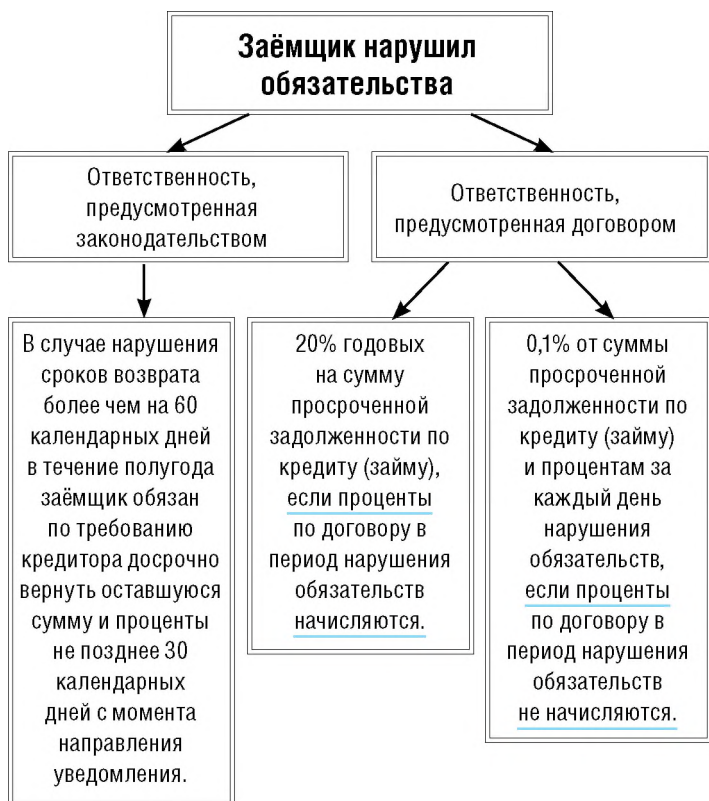 Заёмщик нарушил
обязательства
Ответственность,
предусмотренная
законодательством
Ответственность,
предусмотренная договором
В случае нарушения
сроков возврата
более чем на 60
календарных дней
в течение полугода
заёмщик обязан
по требованию
кредитора досрочно
вернуть оставшуюся
сумму и проценты
не позднее 30
календарных
дней с момента
направления
уведомления.
20% годовых
на сумму
просроченной
задолженности по
кредиту (займу),
если проценты
по договору в
период нарушения
обязательств
начисляются.
0,1% от суммы
просроченной
задолженности по
кредиту (займу)
и процентам за
каждый день
нарушения
обязательств,
если проценты
по договору в
период нарушения
обязательств
не начисляются.